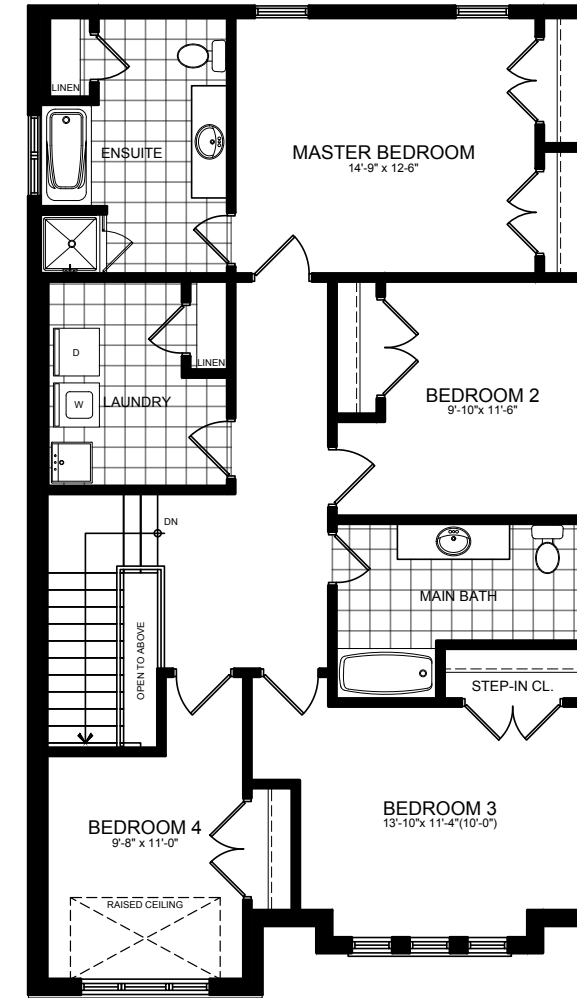 LINEN
ENSUITE
MASTER BEDROOM
14'-9" x 12-6"
D
LINEN
W
LAUNDRY
BEDROOM 2
9'-10"x 11'-6"
DN
MAIN BATH
OPEN TO ABOVE
STEP-IN CL.
BEDROOM 3
13'-10"x 11'-4"(10'-0")
BEDROOM 4
9'-8" x 11'-0"
RAISED CEILING